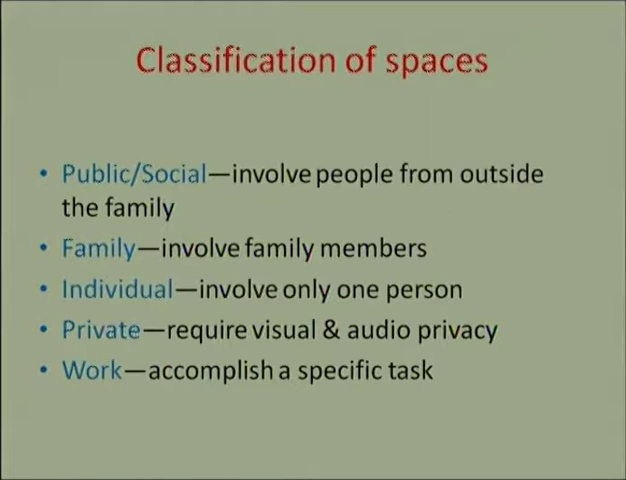 Classification of spaces
• Public/Social—involve people from outside
the family
• Family—involve family members
• Individual—involve only one person
• Private—require visual & audio privacy
• Work—accomplish a specific task